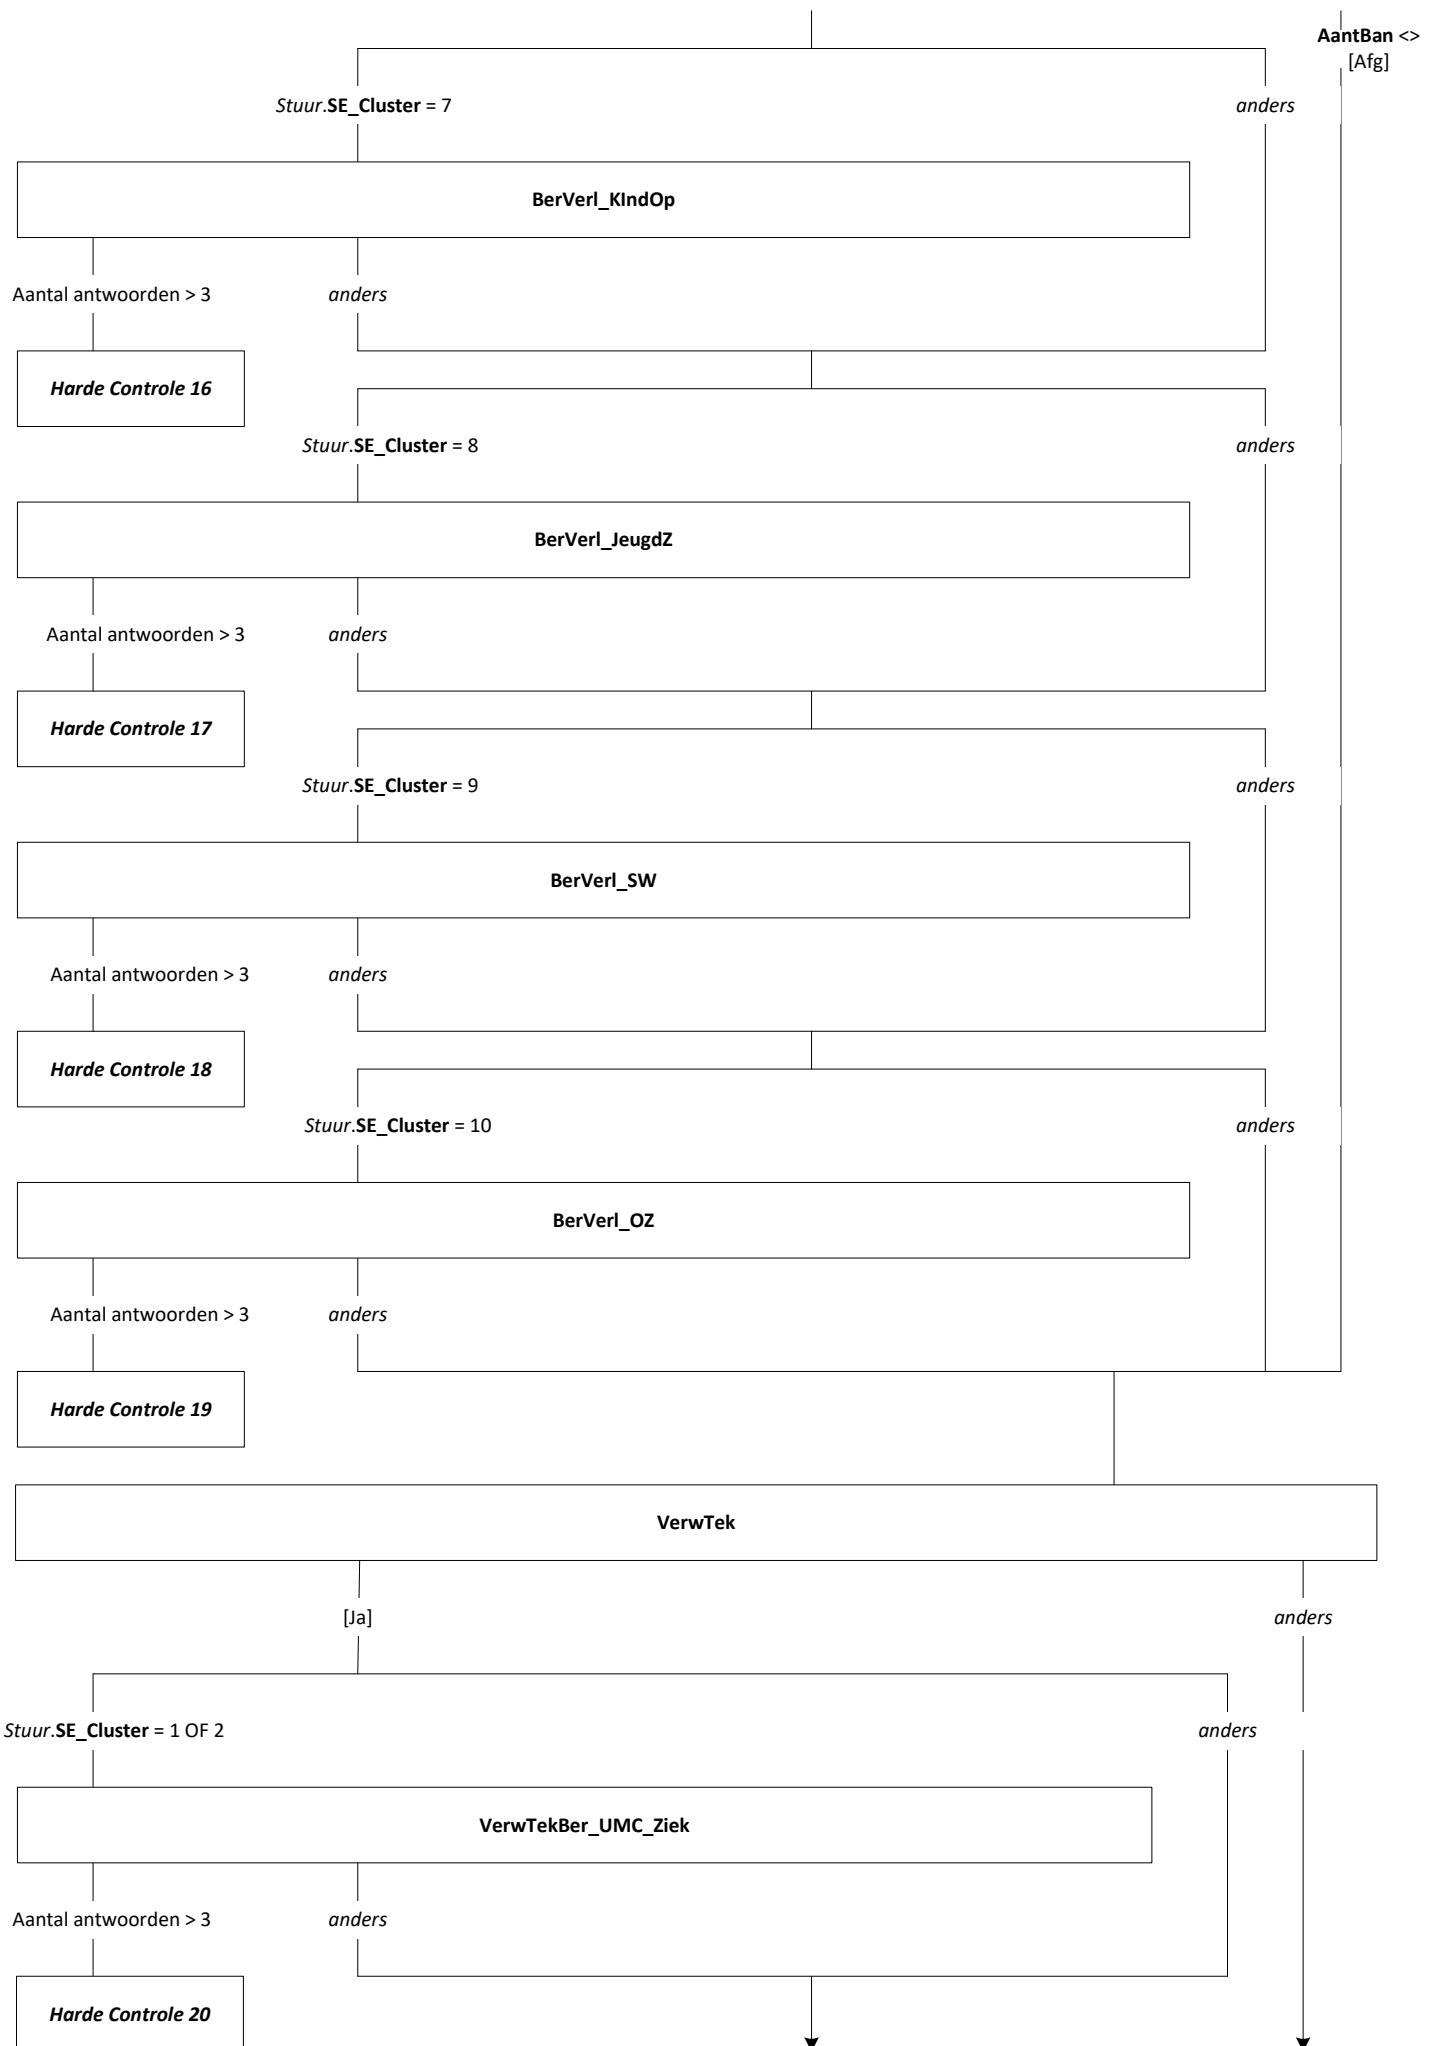 AantBan <>
[Afg]
Stuur.SE_Cluster = 7
anders
BerVerl_KIndOp
Aantal antwoorden > 3
anders
Harde Controle 16
Stuur.SE_Cluster = 8
anders
BerVerl_JeugdZ
Aantal antwoorden > 3
anders
Harde Controle 17
Stuur.SE_Cluster = 9
anders
BerVerl_SW
Aantal antwoorden > 3
anders
Harde Controle 18
Stuur.SE_Cluster = 10
anders
BerVerl_OZ
Aantal antwoorden > 3
anders
Harde Controle 19
VerwTek
[Ja]
anders
Stuur.SE_Cluster = 1 OF 2
anders
VerwTekBer_UMC_Ziek
Aantal antwoorden > 3
anders
Harde Controle 20